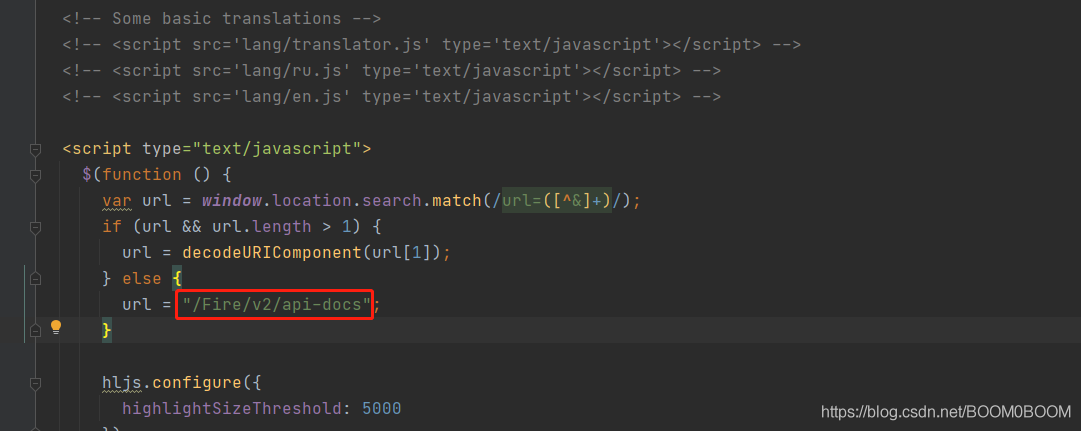 <!-- Some basic translations -->
<!-- <script src='lang/translator.js' type='text/javascript'></script> -->
<!-- <script src='lang/ru.js' type='text/javascript'></script> -->
<!-- <script src='lang/en.js' type='text/javascript'></script> -->
<script type="text/javascript">
$(function () {
var url = window.location.search.match(/url=([^&]+)/);
if (url && url.length > 1) {
url = decodeURIComponent(url[1]);
} else {
url = "/Fire/v2/api-docs";
}
hljs.configure({
highlightSizeThreshold: 5000
})
https://blog.csdn.net/BOOM0BOOM